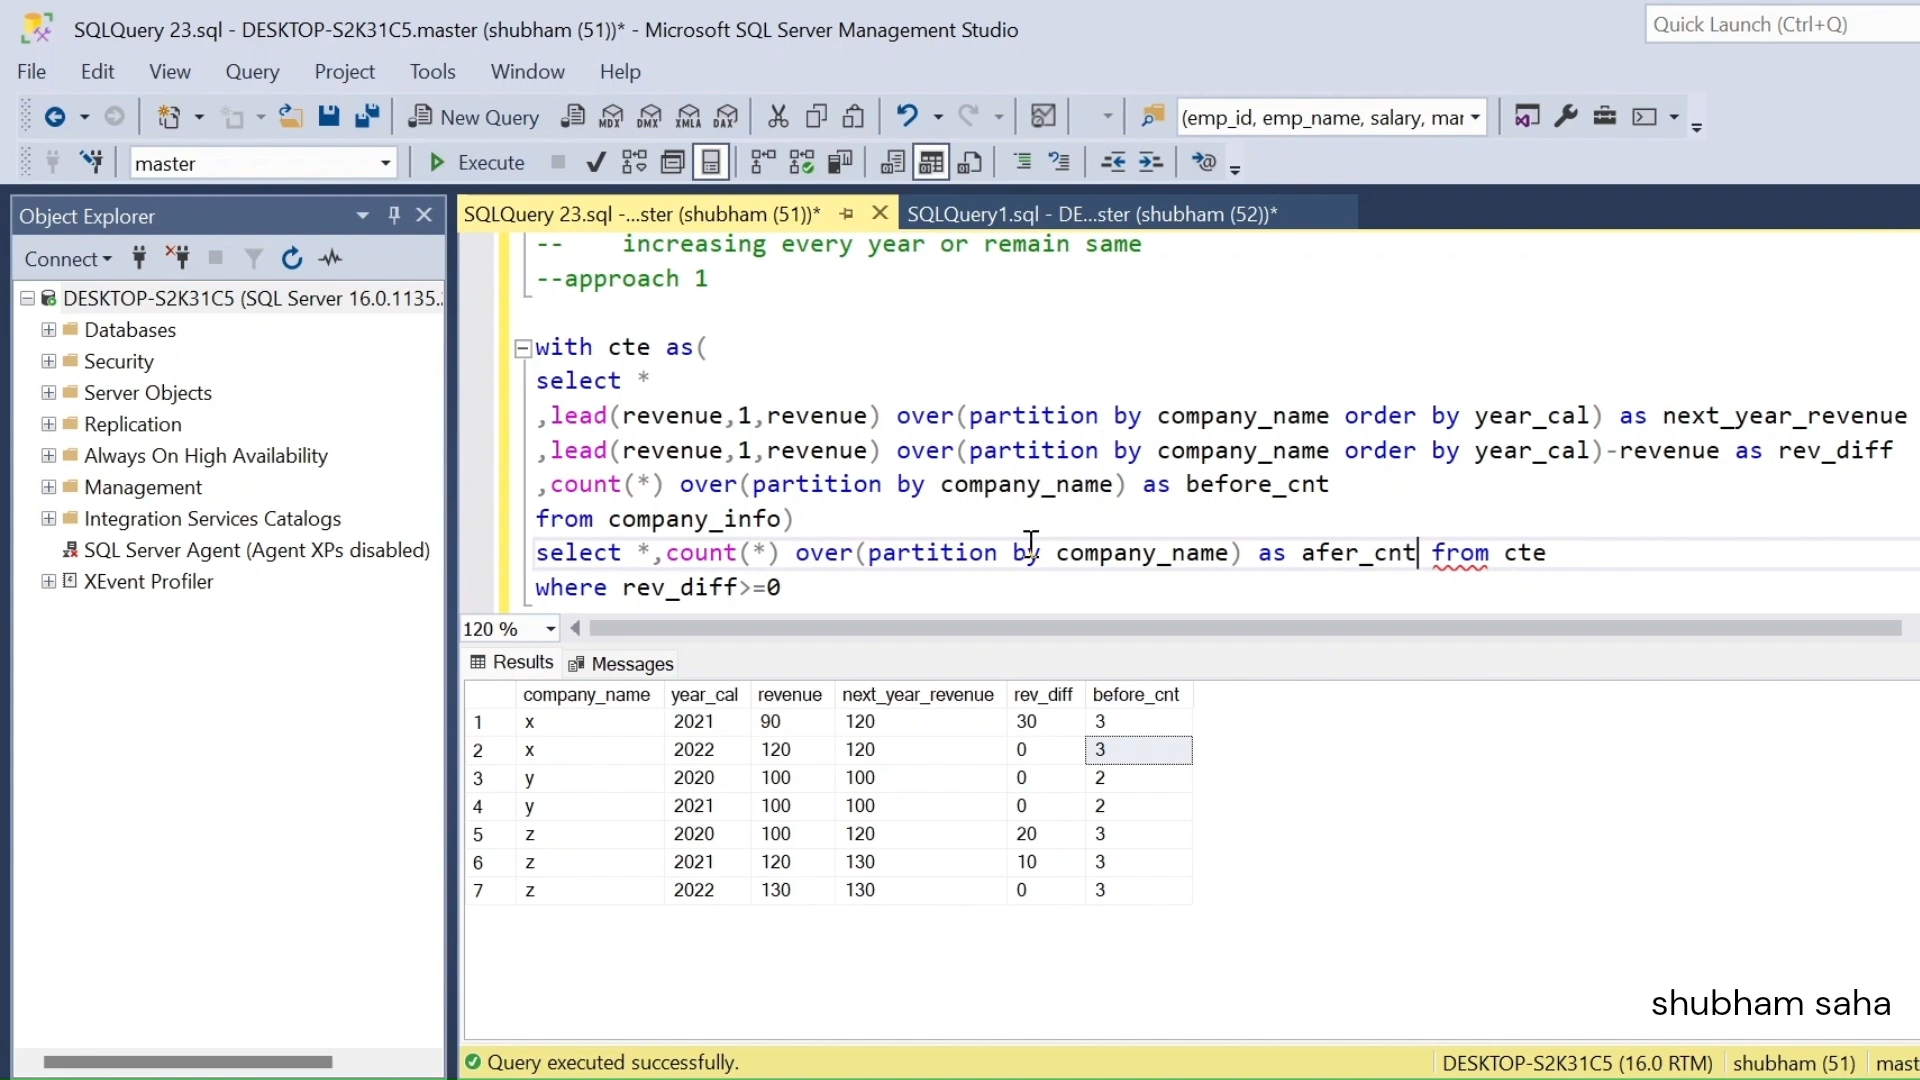 SQLQuery 23.sql - DESKTOP-S2K31C5.master (shubham (51))* - Microsoft SQL Server Management Studio
Quick Launch (Ctrl+Q)
File Edit View Query Project Tools Window Help
New Query MDX DMX XMLA DAX (emp_id, emp_name, salary, mar
master Execute
Object Explorer
SQLQuery 23.sql -...ster (shubham (51))* SQLQuery1.sql - DE...ster (shubham (52))*
Connect
DESKTOP-S2K31C5 (SQL Server 16.0.1135.
Databases
Security
Server Objects
Replication
Always On High Availability
Management
Integration Services Catalogs
SQL Server Agent (Agent XPs disabled)
XEvent Profiler
-- increasing every year or remain same
--approach 1
with cte as(
select *
,lead(revenue,1,revenue) over(partition by company_name order by year_cal) as next_year_revenue
,lead(revenue,1,revenue) over(partition by company_name order by year_cal)-revenue as rev_diff
,count(*) over(partition by company_name) as before_cnt
from company_info)
select *,count(*) over(partition by company_name) as afer_cnt from cte
where rev_diff>=0
120 %
Results Messages
company_name year_cal revenue next_year_revenue rev_diff before_cnt
1 x 2021 90 120 30 3
2 x 2022 120 120 0 3
3 y 2020 100 100 0 2
4 y 2021 100 100 0 2
5 z 2020 100 120 20 3
6 z 2021 120 130 10 3
7 z 2022 130 130 0 3
shubham saha
Query executed successfully. DESKTOP-S2K31C5 (16.0 RTM) shubham (51) mast